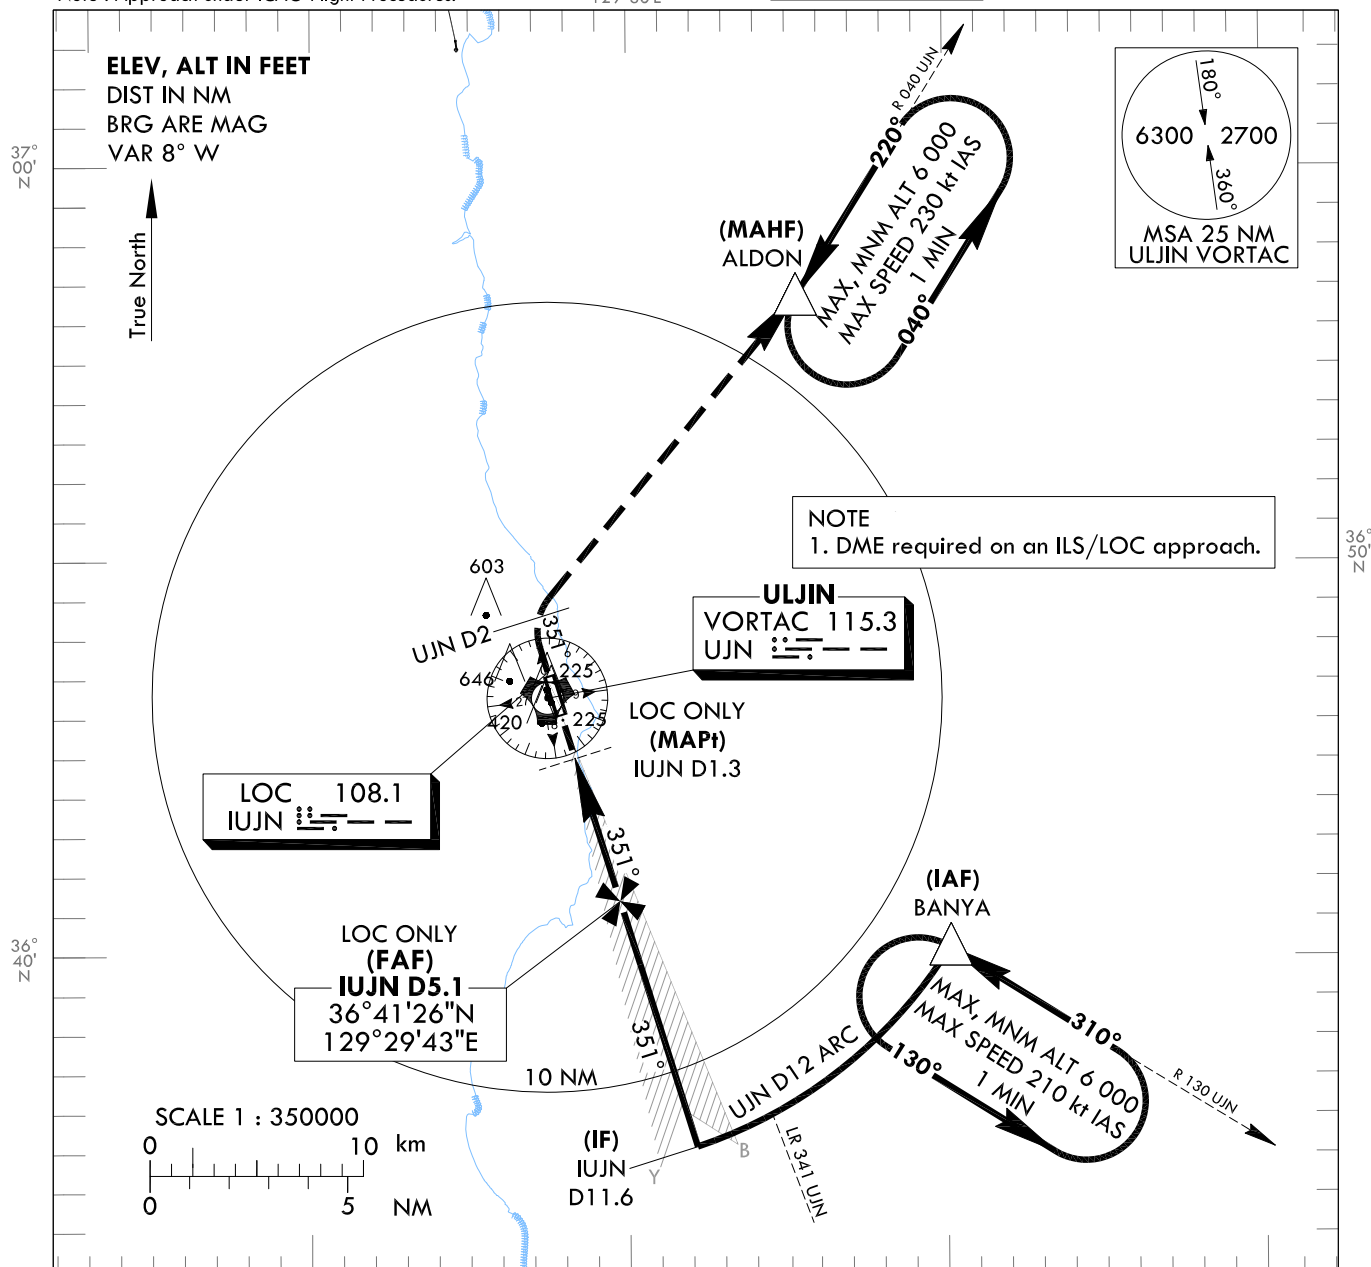 ELEV, ALT IN FEET
DIST IN NM
BRG ARE MAG
VAR 8° W
True North
37°
00'
N
R 040 UJN
220°
MAX, MNM ALT 6 000
MAX SPEED 230 kt IAS
1 MIN
040°
(MAHF)
ALDON
180°
6300 2700
360°
MSA 25 NM
ULJIN VORTAC
NOTE
1. DME required on an ILS/LOC approach.
36°
50'
N
603
UJN D2
351°
646
225
420
225
ULJIN
VORTAC 115.3
UJN
LOC ONLY
(MAPt)
IUJN D1.3
LOC 108.1
IUJN
351°
36°
40'
N
LOC ONLY
(FAF)
IUJN D5.1
36°41'26"N
129°29'43"E
(IAF)
BANYA
351°
10 NM
UJN D12 ARC
310°
MAX, MNM ALT 6 000
MAX SPEED 210 kt IAS
1 MIN
130°
R 130 UJN
LR 341 UJN
B
Y
(IF)
IUJN
D11.6
SCALE 1 : 350000
0 10 km
0 5 NM